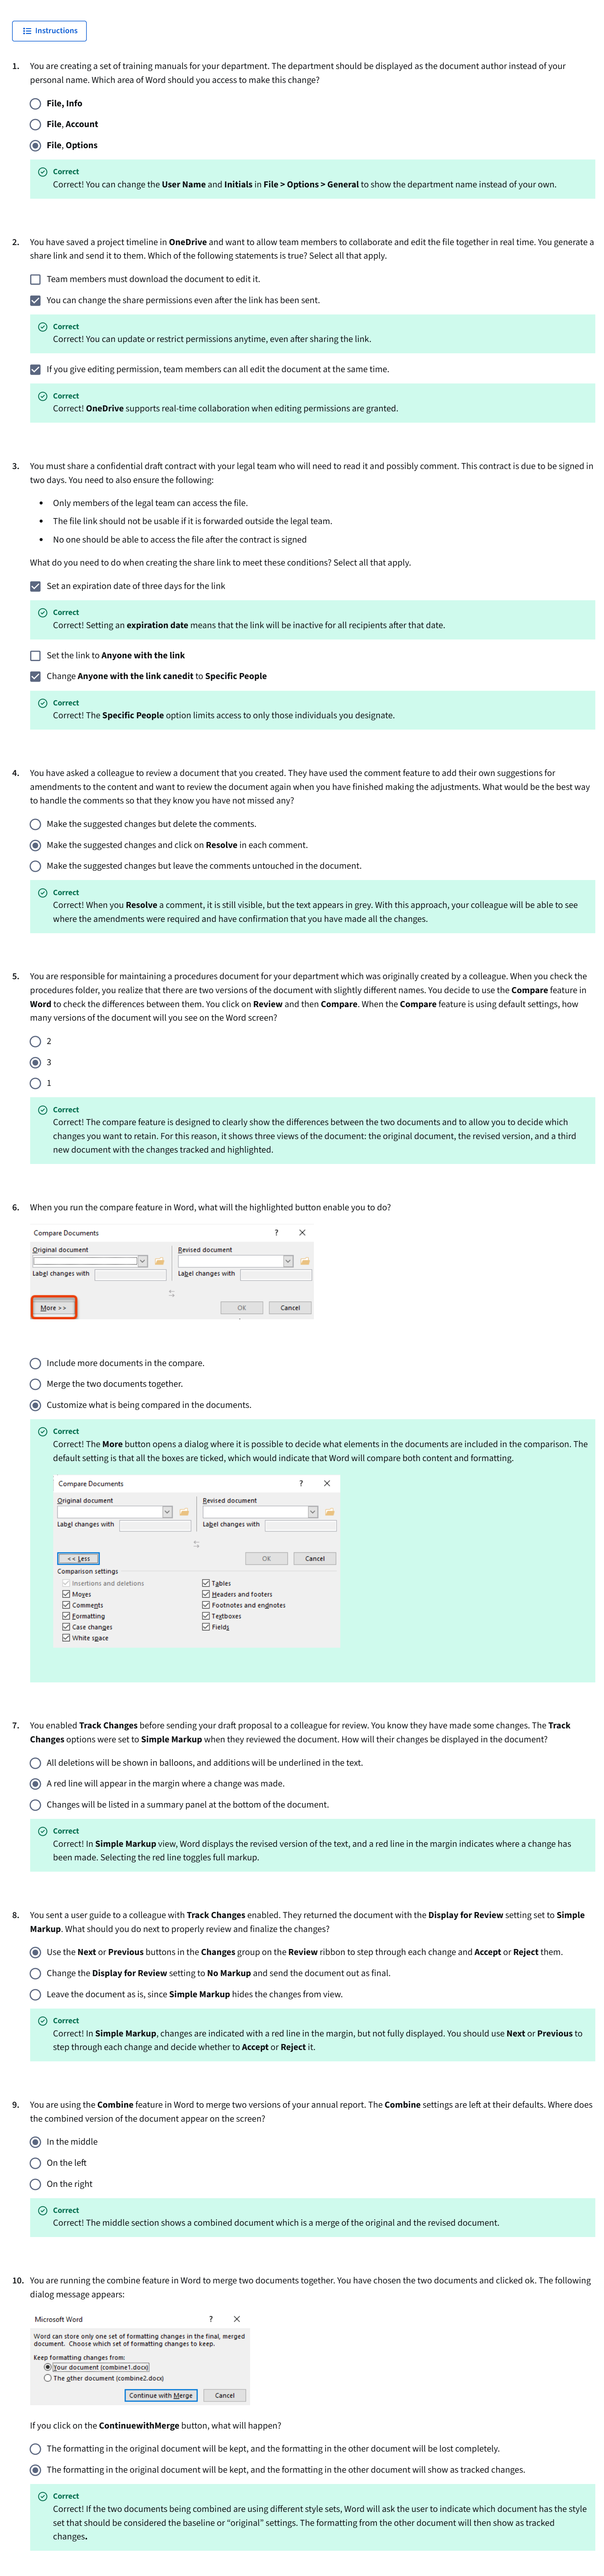 Instructions
1. You are creating a set of training manuals for your department. The department should be displayed as the document author instead of your
personal name. Which area of Word should you access to make this change?
File, Info
File, Account
File, Options
Correct
Correct! You can change the User Name and Initials in File > Options > General to show the department name instead of your own.
2. You have saved a project timeline in OneDrive and want to allow team members to collaborate and edit the file together in real time. You generate a
share link and send it to them. Which of the following statements is true? Select all that apply.
Team members must download the document to edit it.
You can change the share permissions even after the link has been sent.
Correct
Correct! You can update or restrict permissions anytime, even after sharing the link.
If you give editing permission, team members can all edit the document at the same time.
Correct
Correct! OneDrive supports real-time collaboration when editing permissions are granted.
3. You must share a confidential draft contract with your legal team who will need to read it and possibly comment. This contract is due to be signed in
two days. You need to also ensure the following:
• Only members of the legal team can access the file.
• The file link should not be usable if it is forwarded outside the legal team.
• No one should be able to access the file after the contract is signed
What do you need to do when creating the share link to meet these conditions? Select all that apply.
Set an expiration date of three days for the link
Correct
Correct! Setting an expiration date means that the link will be inactive for all recipients after that date.
Set the link to Anyone with the link
Change Anyone with the link canedit to Specific People
Correct
Correct! The Specific People option limits access to only those individuals you designate.
4. You have asked a colleague to review a document that you created. They have used the comment feature to add their own suggestions for
amendments to the content and want to review the document again when you have finished making the adjustments. What would be the best way
to handle the comments so that they know you have not missed any?
Make the suggested changes but delete the comments.
Make the suggested changes and click on Resolve in each comment.
Make the suggested changes but leave the comments untouched in the document.
Correct
Correct! When you Resolve a comment, it is still visible, but the text appears in grey. With this approach, your colleague will be able to see
where the amendments were required and have confirmation that you have made all the changes.
5. You are responsible for maintaining a procedures document for your department which was originally created by a colleague. When you check the
procedures folder, you realize that there are two versions of the document with slightly different names. You decide to use the Compare feature in
Word to check the differences between them. You click on Review and then Compare. When the Compare feature is using default settings, how
many versions of the document will you see on the Word screen?
2
3
1
Correct
Correct! The compare feature is designed to clearly show the differences between the two documents and to allow you to decide which
changes you want to retain. For this reason, it shows three views of the document: the original document, the revised version, and a third
new document with the changes tracked and highlighted.
6. When you run the compare feature in Word, what will the highlighted button enable you to do?
Compare Documents ? ×
Original document Revised document
Label changes with Label changes with
More >> OK Cancel
Include more documents in the compare.
Merge the two documents together.
Customize what is being compared in the documents.
Correct
Correct! The More button opens a dialog where it is possible to decide what elements in the documents are included in the comparison. The
default setting is that all the boxes are ticked, which would indicate that Word will compare both content and formatting.
Compare Documents ? ×
Original document Revised document
Label changes with Label changes with
<< Less OK Cancel
Comparison settings
Insertions and deletions Tables
Moves Headers and footers
Comments Footnotes and endnotes
Formatting Textboxes
Case changes Fields
White space
7. You enabled Track Changes before sending your draft proposal to a colleague for review. You know they have made some changes. The Track
Changes options were set to Simple Markup when they reviewed the document. How will their changes be displayed in the document?
All deletions will be shown in balloons, and additions will be underlined in the text.
A red line will appear in the margin where a change was made.
Changes will be listed in a summary panel at the bottom of the document.
Correct
Correct! In Simple Markup view, Word displays the revised version of the text, and a red line in the margin indicates where a change has
been made. Selecting the red line toggles full markup.
8. You sent a user guide to a colleague with Track Changes enabled. They returned the document with the Display for Review setting set to Simple
Markup. What should you do next to properly review and finalize the changes?
Use the Next or Previous buttons in the Changes group on the Review ribbon to step through each change and Accept or Reject them.
Change the Display for Review setting to No Markup and send the document out as final.
Leave the document as is, since Simple Markup hides the changes from view.
Correct
Correct! In Simple Markup, changes are indicated with a red line in the margin, but not fully displayed. You should use Next or Previous to
step through each change and decide whether to Accept or Reject it.
9. You are using the Combine feature in Word to merge two versions of your annual report. The Combine settings are left at their defaults. Where does
the combined version of the document appear on the screen?
In the middle
On the left
On the right
Correct
Correct! The middle section shows a combined document which is a merge of the original and the revised document.
10. You are running the combine feature in Word to merge two documents together. You have chosen the two documents and clicked ok. The following
dialog message appears:
Microsoft Word ? ×
Word can store only one set of formatting changes in the final, merged
document. Choose which set of formatting changes to keep.
Keep formatting changes from:
Your document (combine1.docx)
The other document (combine2.docx)
Continue with Merge Cancel
If you click on the ContinuewithMerge button, what will happen?
The formatting in the original document will be kept, and the formatting in the other document will be lost completely.
The formatting in the original document will be kept, and the formatting in the other document will show as tracked changes.
Correct
Correct! If the two documents being combined are using different style sets, Word will ask the user to indicate which document has the style
set that should be considered the baseline or “original” settings. The formatting from the other document will then show as tracked
changes.